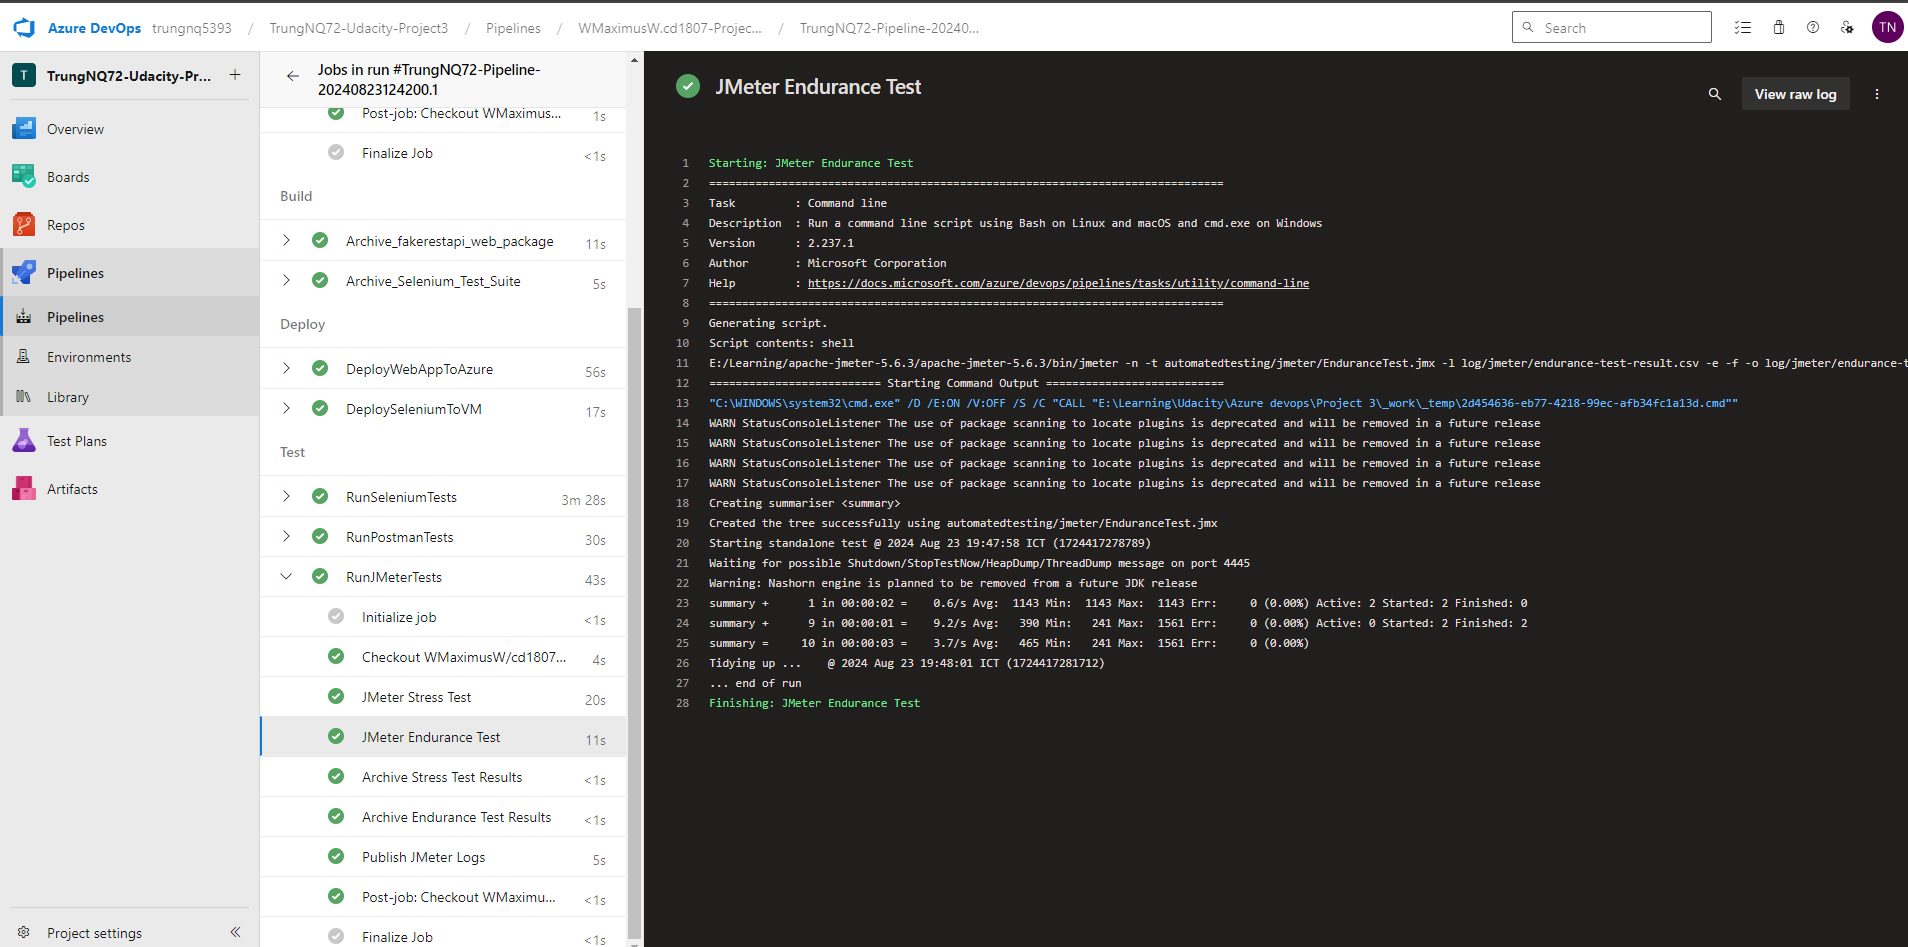 Azure DevOps trungnq5393 / TrungNQ72-Udacity-Project3 / Pipelines / WMaximusW.cd1807-Projec... / TrungNQ72-Pipeline-20240... Search TN
T TrungNQ72-Udacity-Pr... +
Overview
Boards
Repos
Pipelines
Pipelines
Environments
Library
Test Plans
Artifacts
Project settings
Jobs in run #TrungNQ72-Pipeline-
20240823124200.1
Post-job: Checkout WMaximus... 1s
Finalize Job <1s
Build
Archive_fakerestapi_web_package 11s
Archive_Selenium_Test_Suite 5s
Deploy
DeployWebAppToAzure 56s
DeploySeleniumToVM 17s
Test
RunSeleniumTests 3m 28s
RunPostmanTests 30s
RunJMeterTests 43s
Initialize job <1s
Checkout WMaximusW/cd1807... 4s
JMeter Stress Test 20s
JMeter Endurance Test 11s
Archive Stress Test Results <1s
Archive Endurance Test Results <1s
Publish JMeter Logs 5s
Post-job: Checkout WMaximu... <1s
Finalize Job <1s
JMeter Endurance Test
View raw log
1 Starting: JMeter Endurance Test
2 ==============================================================================
3 Task         : Command line
4 Description  : Run a command line script using Bash on Linux and macOS and cmd.exe on Windows
5 Version      : 2.237.1
6 Author       : Microsoft Corporation
7 Help         : https://docs.microsoft.com/azure/devops/pipelines/tasks/utility/command-line
8 ==============================================================================
9 Generating script.
10 Script contents: shell
11 E:/Learning/apache-jmeter-5.6.3/apache-jmeter-5.6.3/bin/jmeter -n -t automatedtesting/jmeter/EnduranceTest.jmx -l log/jmeter/endurance-test-result.csv -e -f -o log/jmeter/endurance-t
12 ========================== Starting Command Output ===========================
13 "C:\WINDOWS\system32\cmd.exe" /D /E:ON /V:OFF /S /C "CALL "E:\Learning\Udacity\Azure devops\Project 3\_work\_temp\2d454636-eb77-4218-99ec-afb34fc1a13d.cmd""
14 WARN StatusConsoleListener The use of package scanning to locate plugins is deprecated and will be removed in a future release
15 WARN StatusConsoleListener The use of package scanning to locate plugins is deprecated and will be removed in a future release
16 WARN StatusConsoleListener The use of package scanning to locate plugins is deprecated and will be removed in a future release
17 WARN StatusConsoleListener The use of package scanning to locate plugins is deprecated and will be removed in a future release
18 Creating summariser <summary>
19 Created the tree successfully using automatedtesting/jmeter/EnduranceTest.jmx
20 Starting standalone test @ 2024 Aug 23 19:47:58 ICT (1724417278789)
21 Waiting for possible Shutdown/StopTestNow/HeapDump/ThreadDump message on port 4445
22 Warning: Nashorn engine is planned to be removed from a future JDK release
23 summary +      1 in 00:00:02 =    0.6/s Avg:  1143 Min:  1143 Max:  1143 Err:     0 (0.00%) Active: 2 Started: 2 Finished: 0
24 summary +      9 in 00:00:01 =    9.2/s Avg:   390 Min:   241 Max:  1561 Err:     0 (0.00%) Active: 0 Started: 2 Finished: 2
25 summary =     10 in 00:00:03 =    3.7/s Avg:   465 Min:   241 Max:  1561 Err:     0 (0.00%)
26 Tidying up ...    @ 2024 Aug 23 19:48:01 ICT (1724417281712)
27 ... end of run
28 Finishing: JMeter Endurance Test